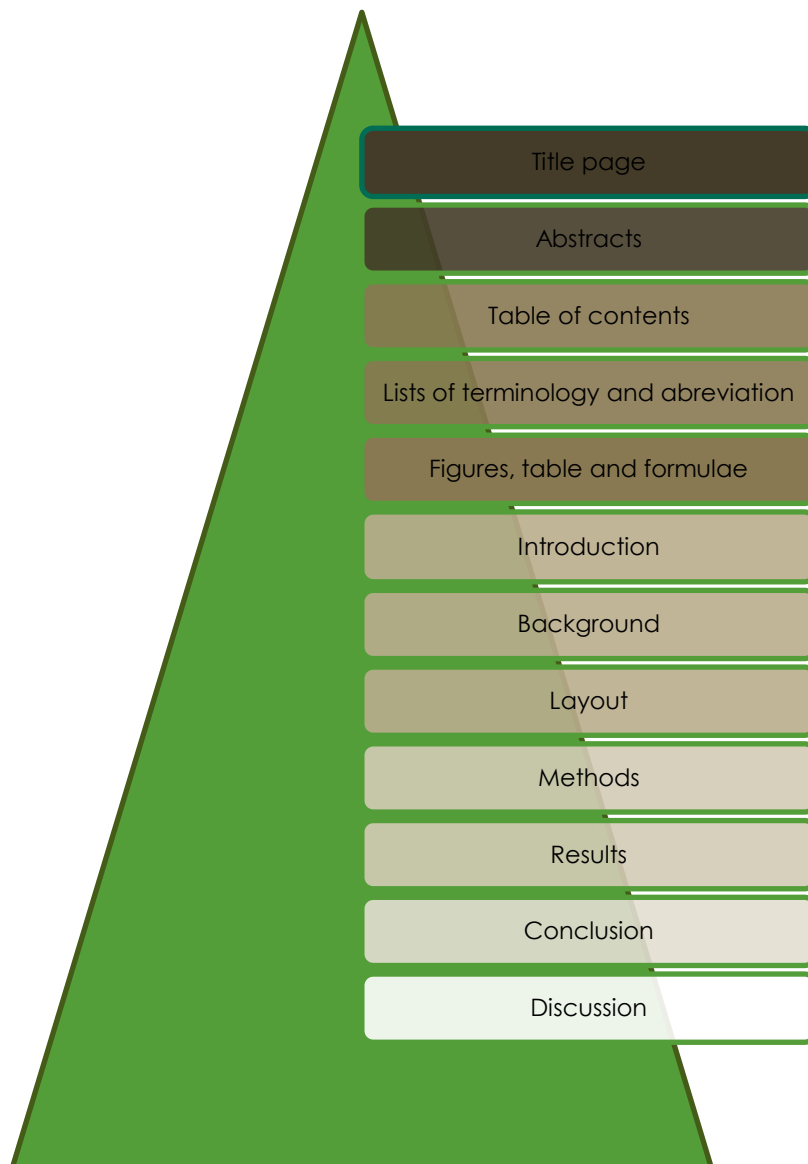 Title page
Abstracts
Table of contents
Lists of terminology and abreviation
Figures, table and formulae
Introduction
Background
Layout
Methods
Results
Conclusion
Discussion